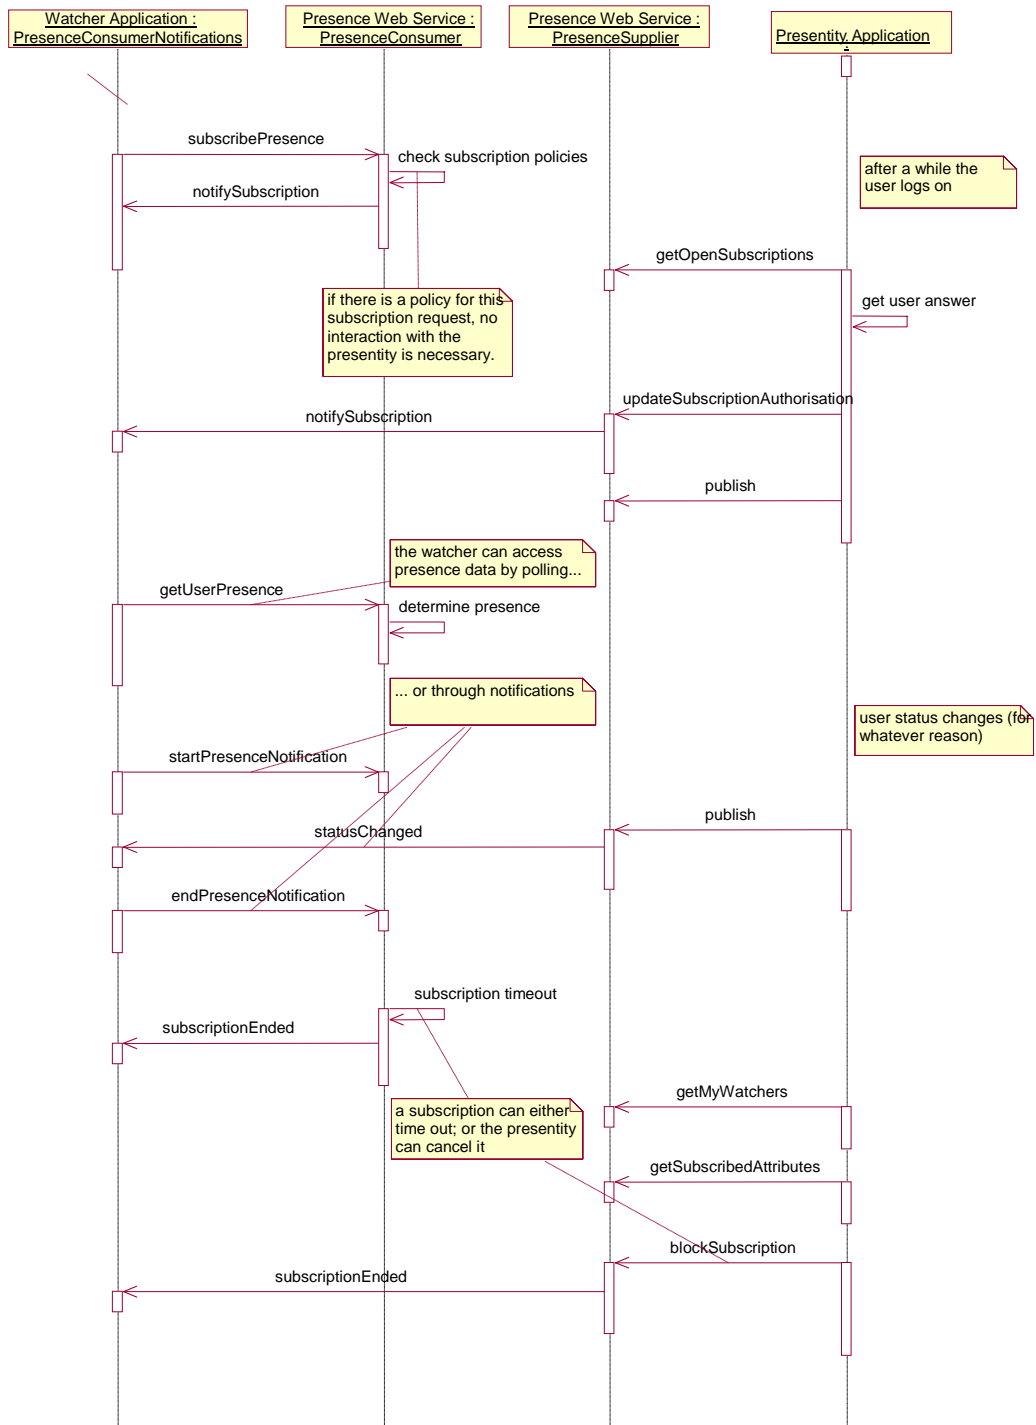 Watcher Application :
PresenceConsumerNotifications
Presence Web Service :
PresenceConsumer
Presence Web Service :
PresenceSupplier
Presentity Application
:
subscribePresence
check subscription policies
after a while the
user logs on
notifySubscription
getOpenSubscriptions
if there is a policy for this
subscription request, no
interaction with the
presentity is necessary.
get user answer
updateSubscriptionAuthorisation
notifySubscription
publish
the watcher can access
presence data by polling...
getUserPresence
determine presence
... or through notifications
user status changes (for
whatever reason)
startPresenceNotification
publish
statusChanged
endPresenceNotification
subscription timeout
subscriptionEnded
getMyWatchers
a subscription can either
time out; or the presentity
can cancel it
getSubscribedAttributes
blockSubscription
subscriptionEnded